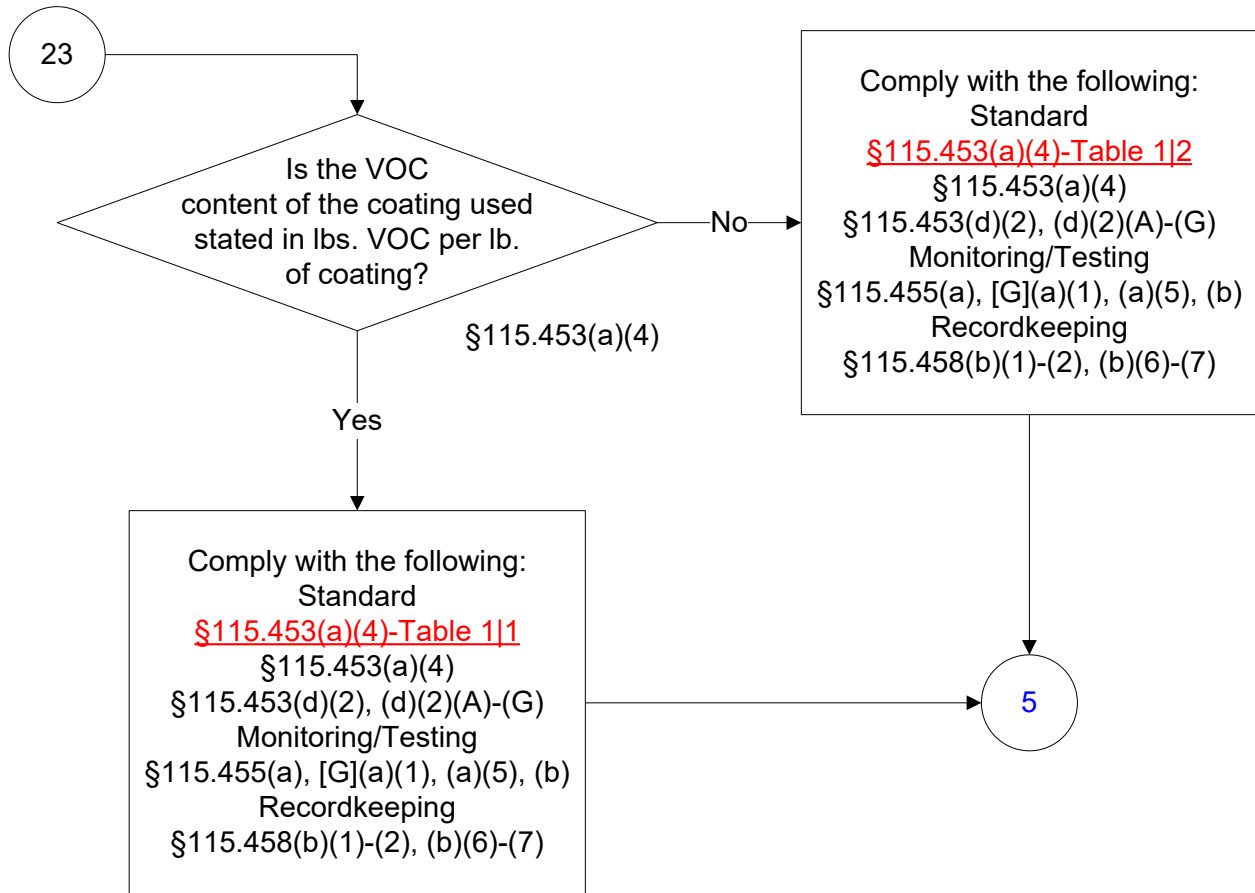 23
Is the VOC
content of the coating used
stated in lbs. VOC per lb.
of coating?
§115.453(a)(4)
No
Yes
Comply with the following:
Standard
§115.453(a)(4)-Table 1|2
§115.453(a)(4)
§115.453(d)(2), (d)(2)(A)-(G)
Monitoring/Testing
§115.455(a), [G](a)(1), (a)(5), (b)
Recordkeeping
§115.458(b)(1)-(2), (b)(6)-(7)
Comply with the following:
Standard
§115.453(a)(4)-Table 1|1
§115.453(a)(4)
§115.453(d)(2), (d)(2)(A)-(G)
Monitoring/Testing
§115.455(a), [G](a)(1), (a)(5), (b)
Recordkeeping
§115.458(b)(1)-(2), (b)(6)-(7)
5